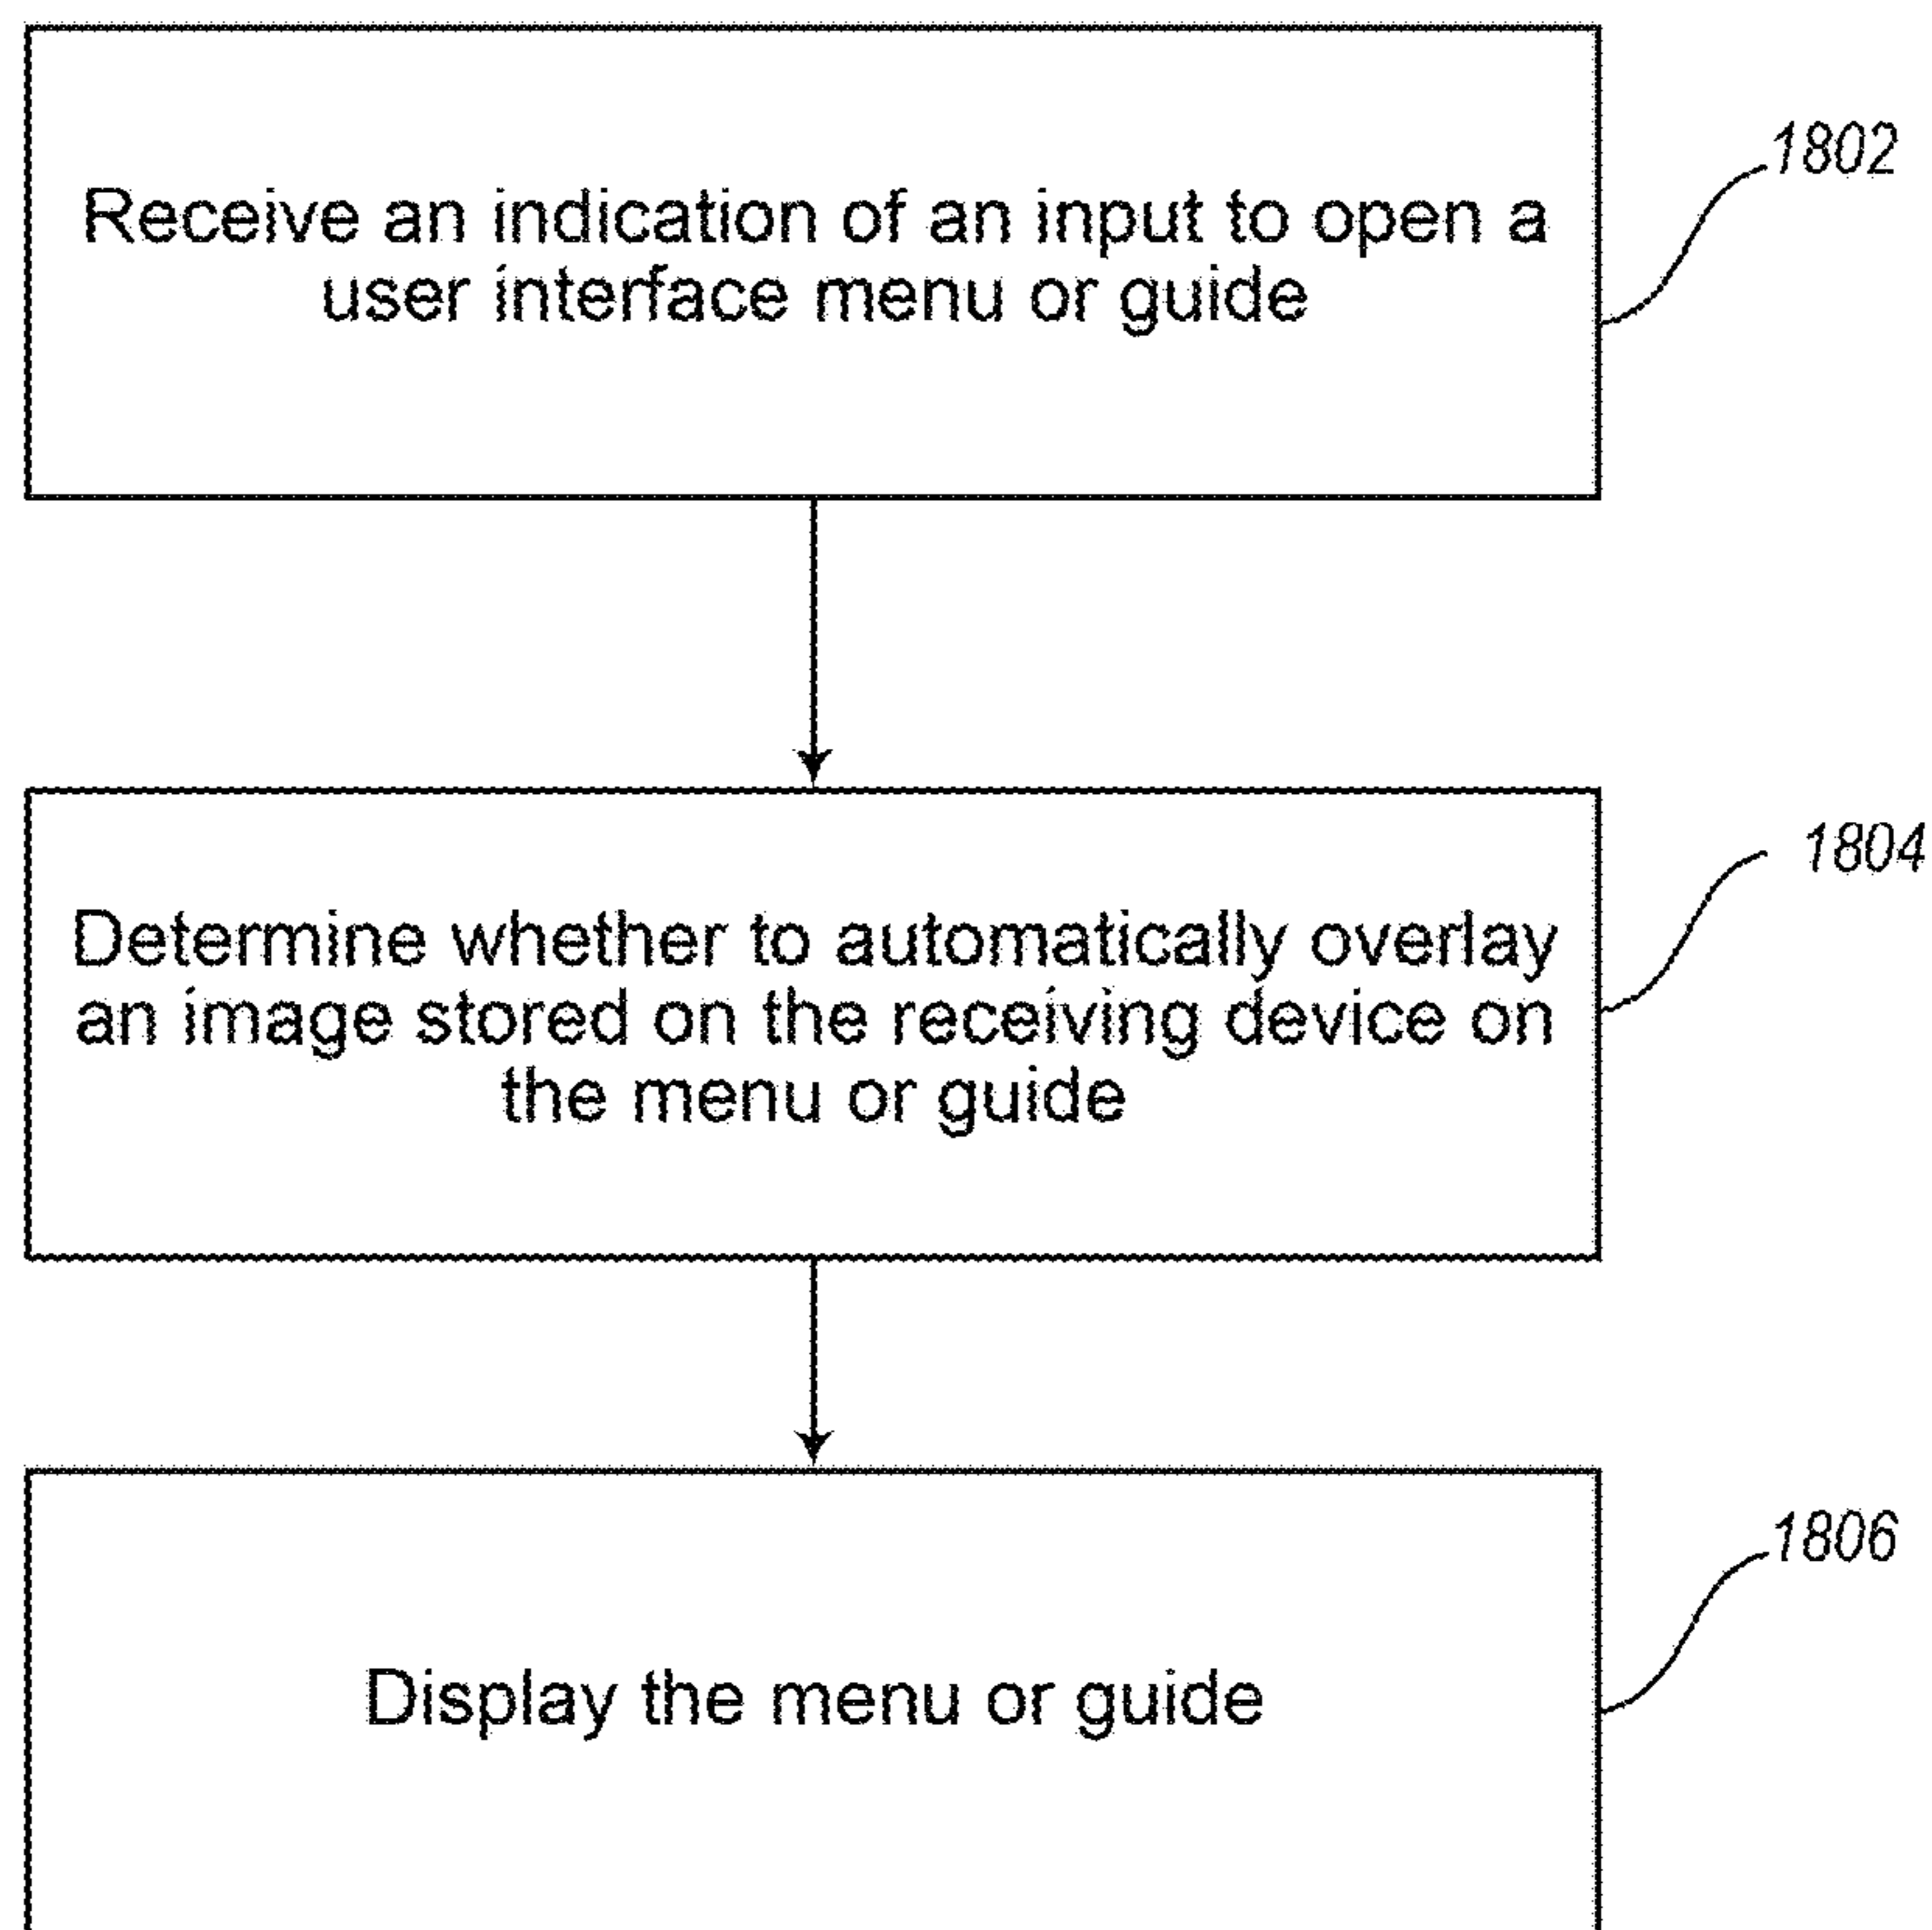 Receive an indication of an input to open a
user interface menu or guide
1802
Determine whether to automatically overlay
an image stored on the receiving device on
the menu or guide
1804
Display the menu or guide
1806